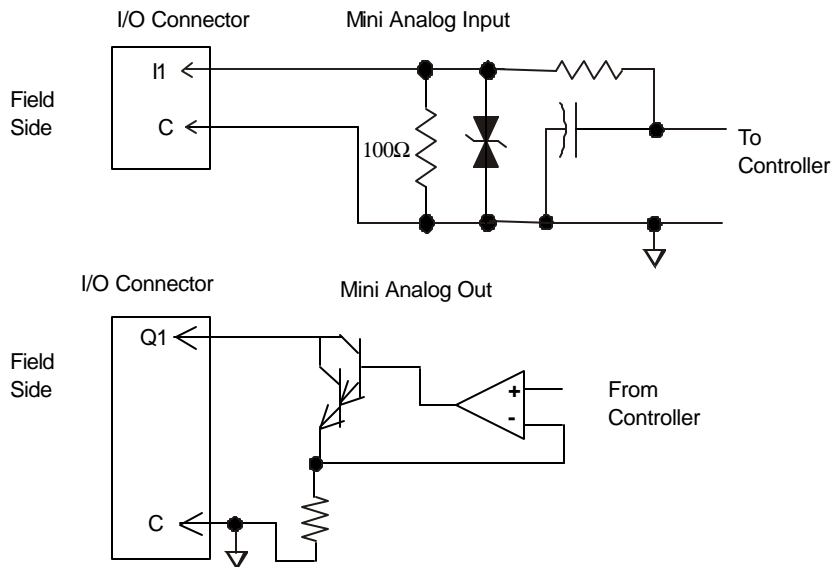 I/O Connector
Mini Analog Input
I1
Field
Side
C
100Ω
To
Controller
I/O Connector
Mini Analog Out
Q1
Field
Side
+
-
From
Controller
C